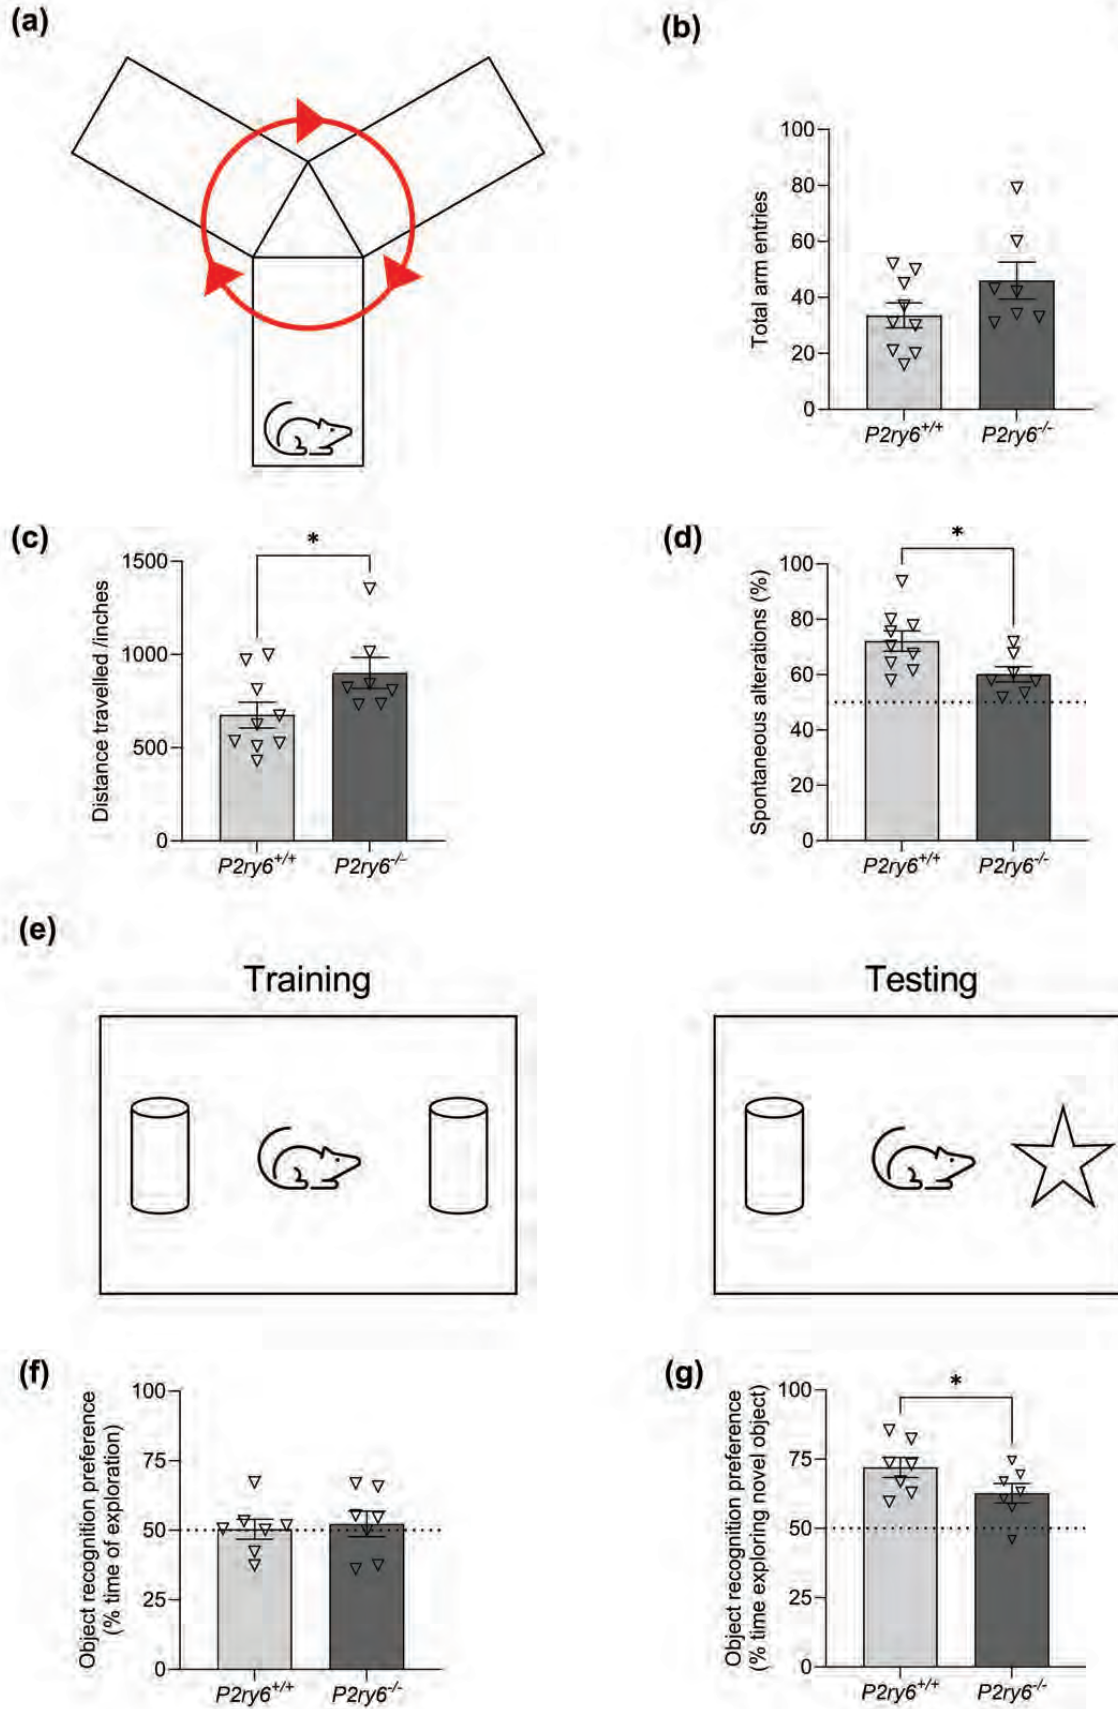 (a)
(b)
Total arm entries
100
80
60
40
20
0
P2ry6+/+
P2ry6-/-
(c)
Distance travelled /inches
1500
1000
500
0
*
P2ry6+/+
P2ry6-/-
(d)
Spontaneous alterations (%)
100
80
60
40
20
0
*
P2ry6+/+
P2ry6-/-
(e)
Training
Testing
(f)
Object recognition preference
(% time of exploration)
100
75
50
25
0
P2ry6+/+
P2ry6-/-
(g)
Object recognition preference
(% time exploring novel object)
100
75
50
25
0
*
P2ry6+/+
P2ry6-/-